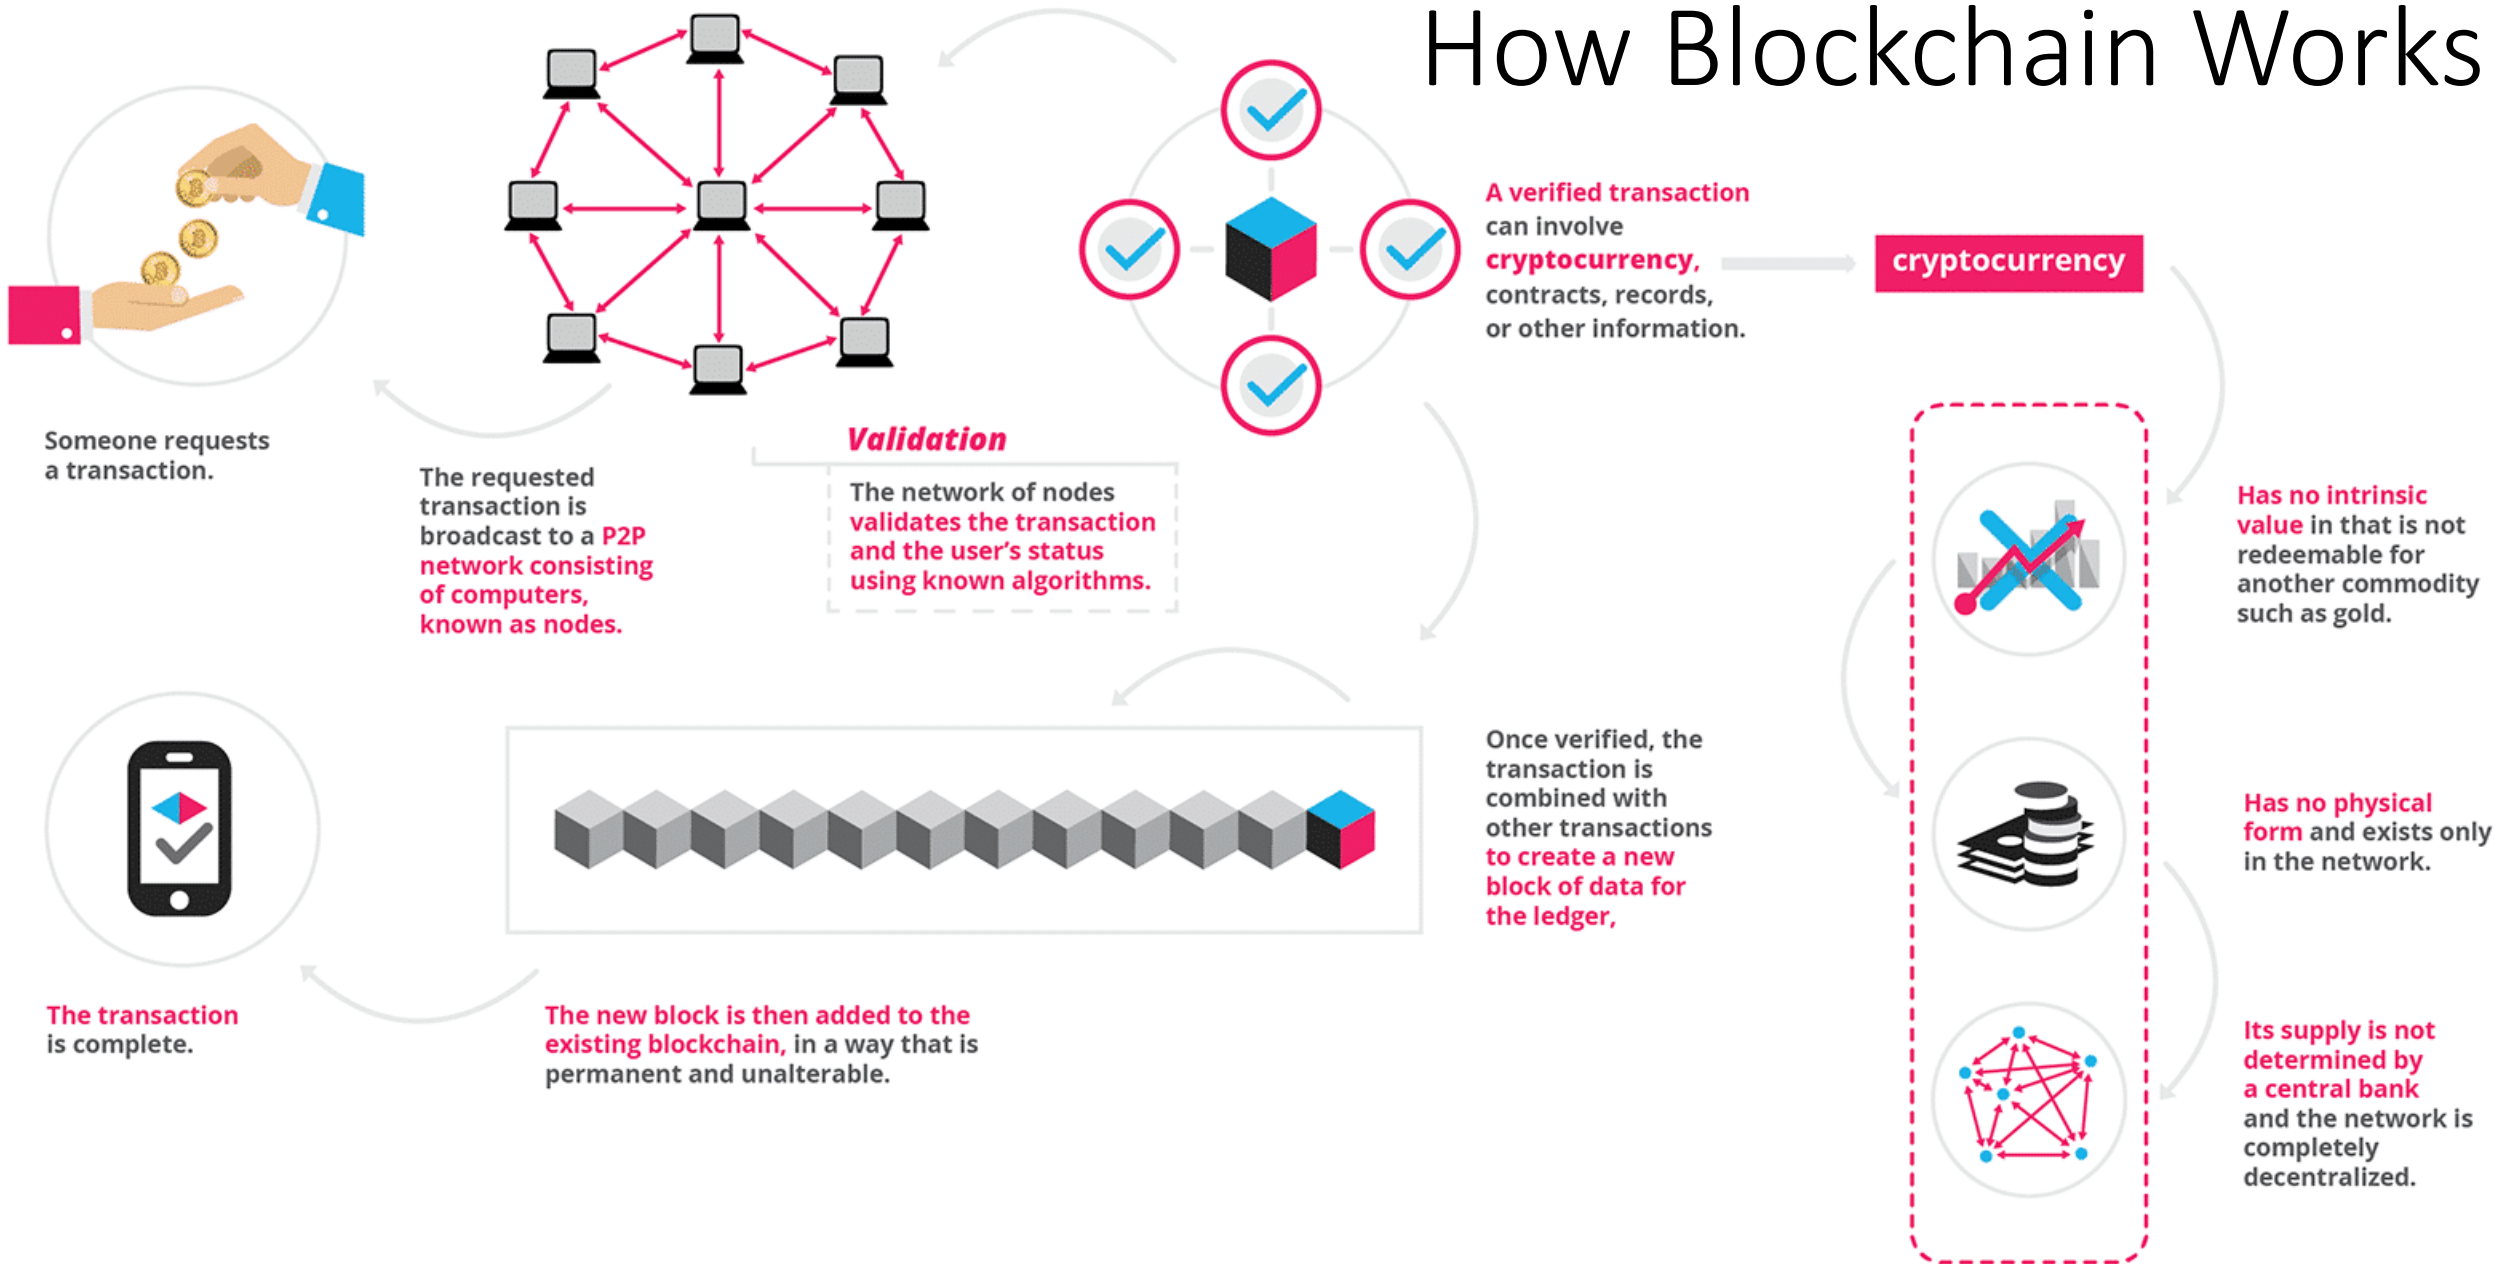 How Blockchain Works
Someone requests
a transaction.
The requested
transaction is
broadcast to a P2P
network consisting
of computers,
known as nodes.
Validation
The network of nodes
validates the transaction
and the user's status
using known algorithms.
A verified transaction
can involve
cryptocurrency,
contracts, records,
or other information.
cryptocurrency
Has no intrinsic
value in that is not
redeemable for
another commodity
such as gold.
Has no physical
form and exists only
in the network.
Its supply is not
determined by
a central bank
and the network is
completely
decentralized.
Once verified, the
transaction is
combined with
other transactions
to create a new
block of data for
the ledger,
The new block is then added to the
existing blockchain, in a way that is
permanent and unalterable.
The transaction
is complete.